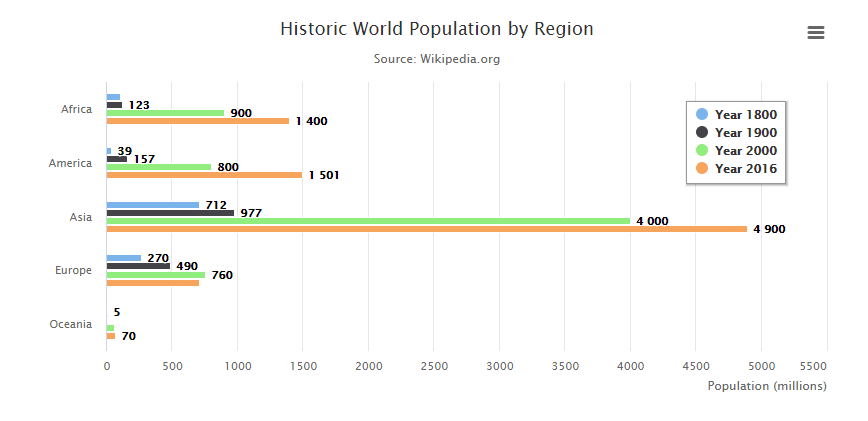 Historic World Population by Region
Source: Wikipedia.org
Africa
123
900
1 400
America
39
157
800
1 501
Asia
712
977
4 000
4 900
Europe
270
490
760
Oceania
5
70
Year 1800
Year 1900
Year 2000
Year 2016
0 500 1000 1500 2000 2500 3000 3500 4000 4500 5000 5500
Population (millions)